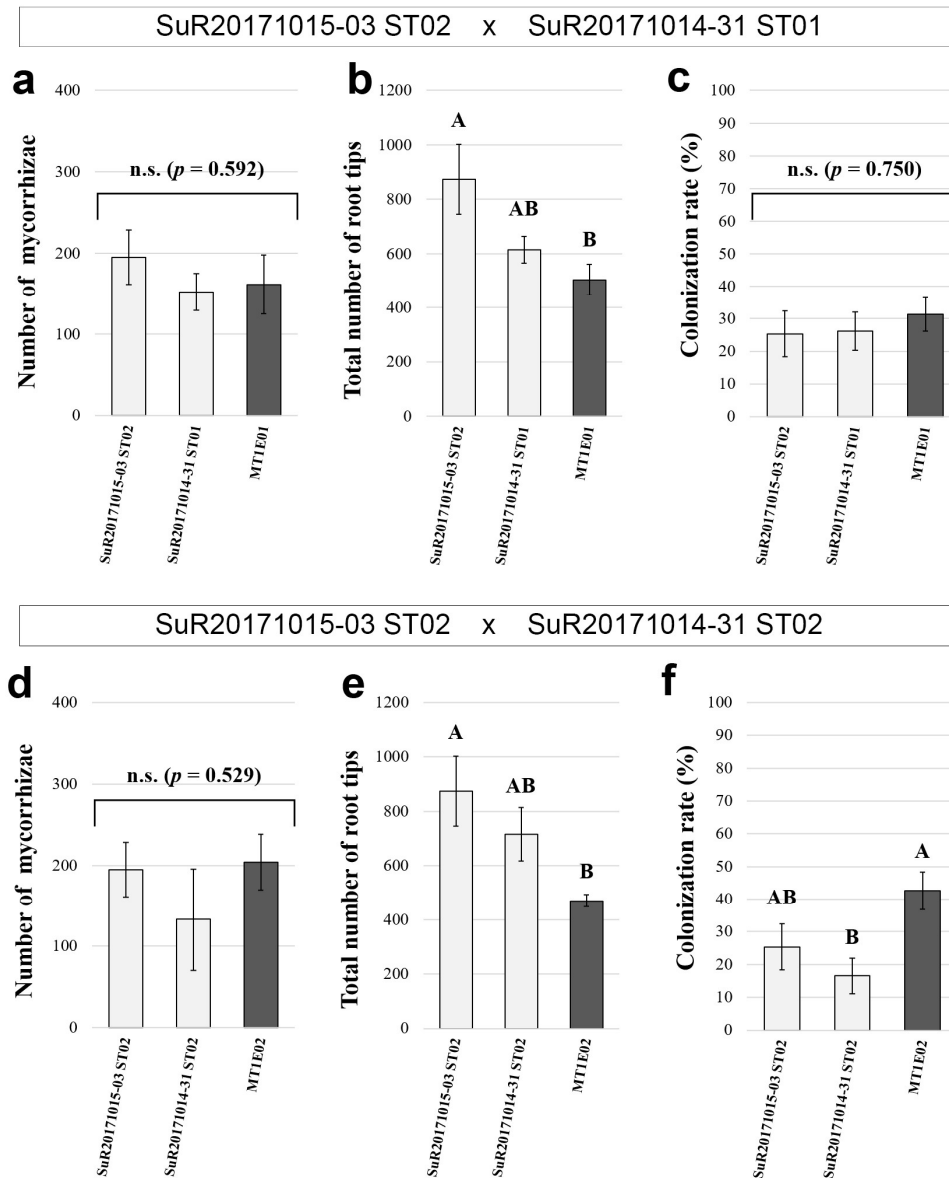 SuR20171015-03 ST02 x SuR20171014-31 ST01
a
Number of mycorrhizae
400
300
200
100
0
n.s. (p = 0.592)
SuR20171015-03 ST02
SuR20171014-31 ST01
MT1E01
b
Total number of root tips
1200
1000
800
600
400
200
0
A
AB
B
SuR20171015-03 ST02
SuR20171014-31 ST01
MT1E01
c
Colonization rate (%)
100
90
80
70
60
50
40
30
20
10
0
n.s. (p = 0.750)
SuR20171015-03 ST02
SuR20171014-31 ST01
MT1E01
SuR20171015-03 ST02 x SuR20171014-31 ST02
d
Number of mycorrhizae
400
300
200
100
0
n.s. (p = 0.529)
SuR20171015-03 ST02
SuR20171014-31 ST02
MT1E02
e
Total number of root tips
1200
1000
800
600
400
200
0
A
AB
B
SuR20171015-03 ST02
SuR20171014-31 ST02
MT1E02
f
Colonization rate (%)
100
90
80
70
60
50
40
30
20
10
0
AB
B
A
SuR20171015-03 ST02
SuR20171014-31 ST02
MT1E02